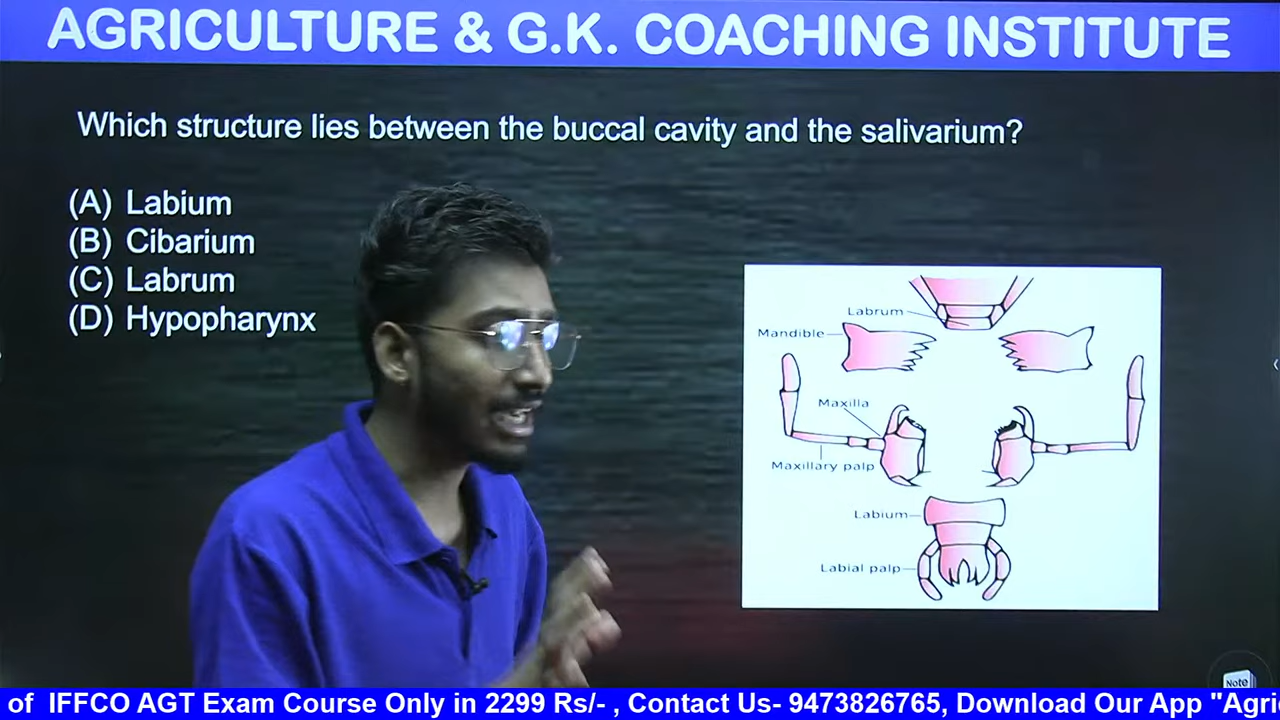 AGRICULTURE & G.K. COACHING INSTITUTE
Which structure lies between the buccal cavity and the salivarium?
(A) Labium
(B) Cibarium
(C) Labrum
(D) Hypopharynx
Labrum
Mandible
Maxilla
Maxillary palp
Labium
Labial palp
Note
of IFFCO AGT Exam Course Only in 2299 Rs/- , Contact Us- 9473826765, Download Our App "Agri